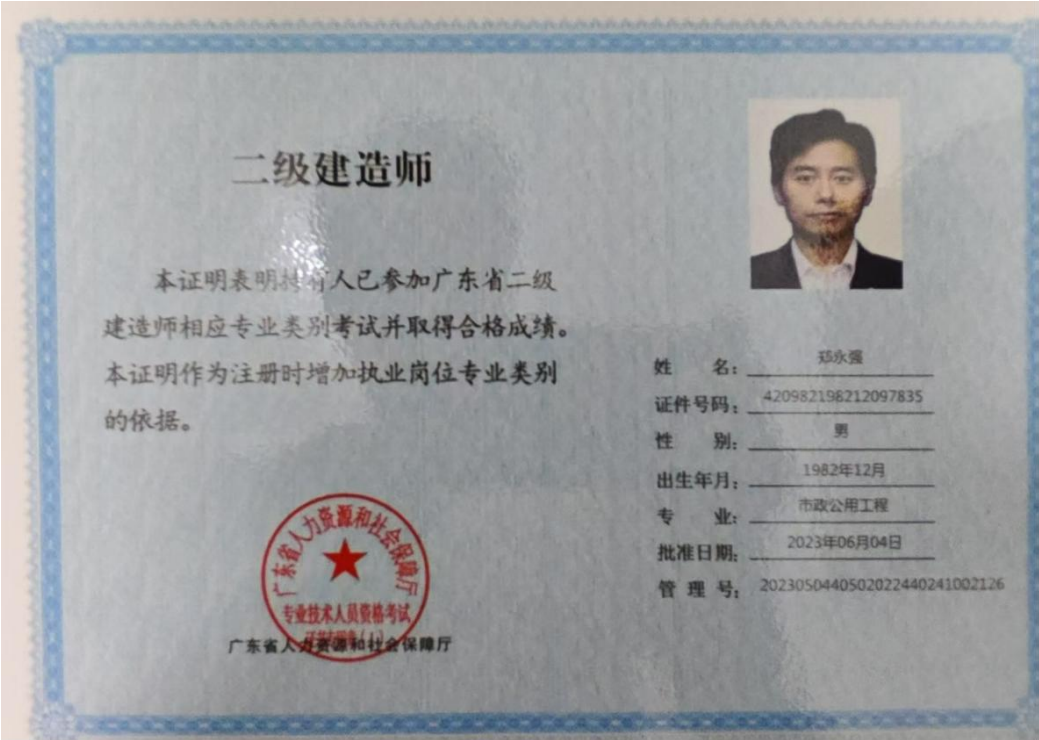 二级建造师
本证明表明持有人已参加广东省二级
建造师相应专业类别考试并取得合格成绩。
本证明作为注册时增加执业岗位专业类别
的依据。
广东省人力资源和社会保障厅
专业技术人员资格考试
广东省人力资源和社会保障厅
姓 名：郑永强
证件号码：420982198212097835
性 别：男
出生年月：1982年12月
专 业：市政公用工程
批准日期：2023年06月04日
管 理 号：2023050440502022440241002126